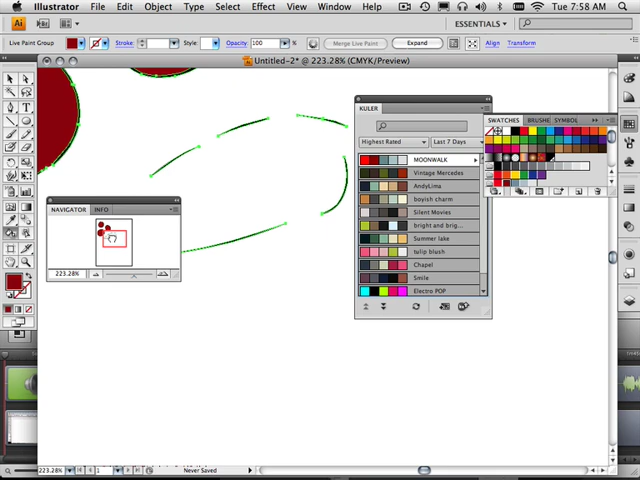 Illustrator File Edit Object Type Select Effect View Tue 7:58 AM
Ai Br ESSENTIALS
Live Paint Group Stroke: Style: Opacity: 100 % Merge Live Paint Expand Align Transform
Untitled-2* @ 223.28% (CMYK/Preview)
KULER
SWATCHES BRUSHE SYMBOL
Highest Rated Last 7 Days
MOONWALK
Vintage Mercedes
AndyLima
boyish charm
Silent Movies
bright and brig...
Summer lake
tulip blush
Chapel
Smile
Electro POP
NAVIGATOR INFO
223.28%
223.28% 1 Never Saved